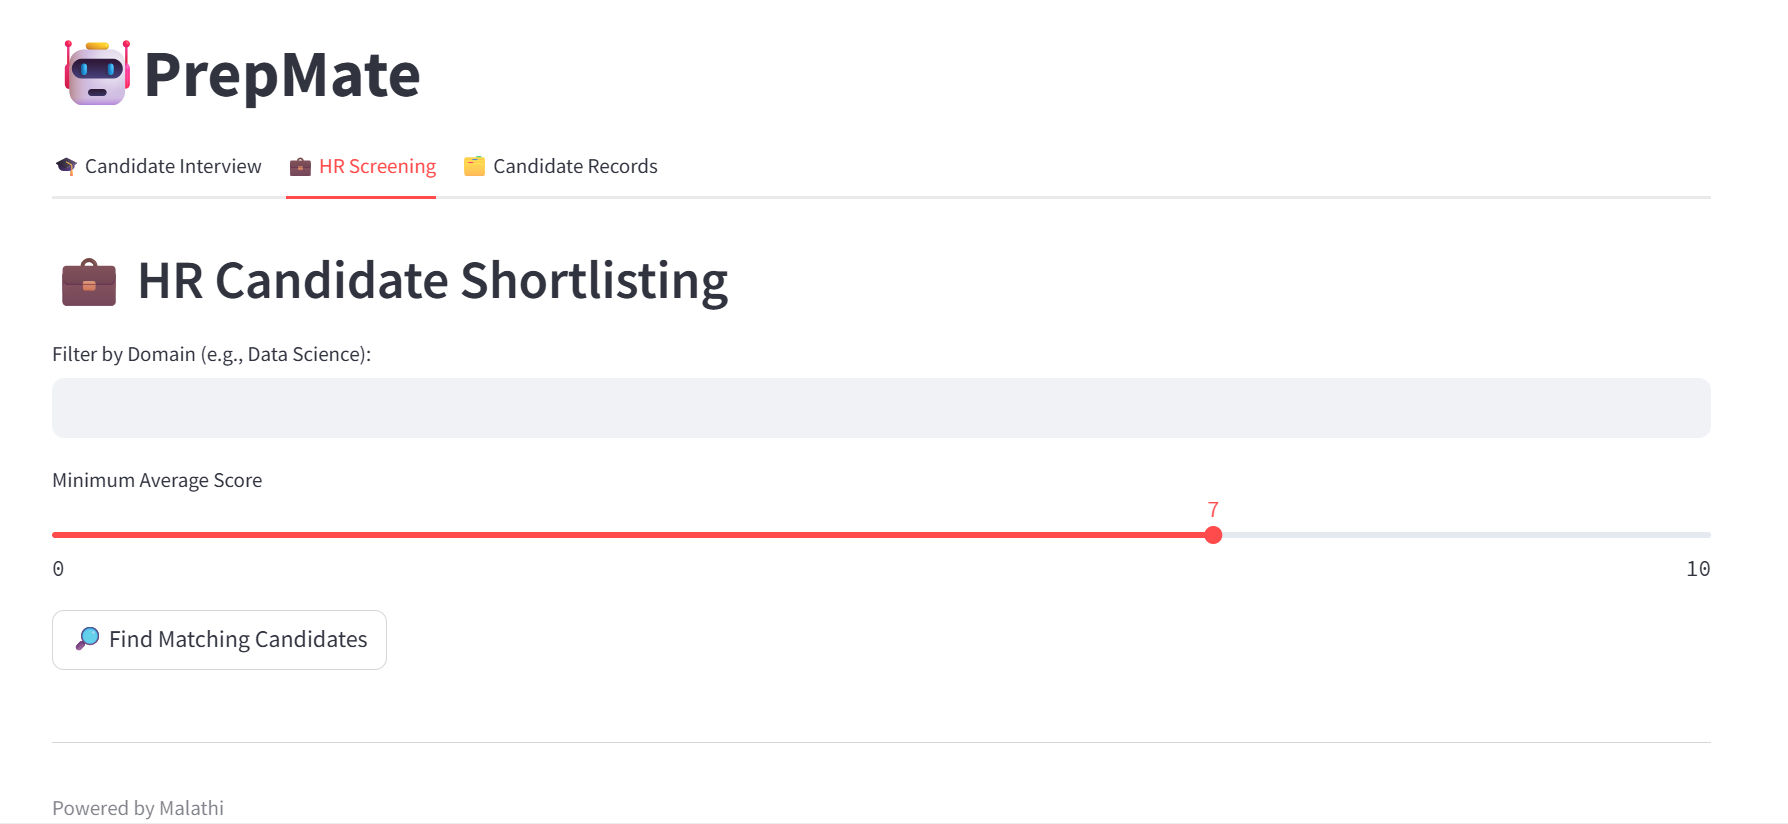 PrepMate
Candidate Interview HR Screening Candidate Records
HR Candidate Shortlisting
Filter by Domain (e.g., Data Science):
Minimum Average Score
7
0 10
Find Matching Candidates
Powered by Malathi